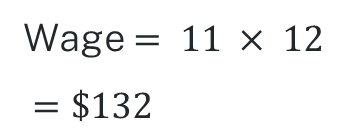 Wage = 11 × 12
= $132